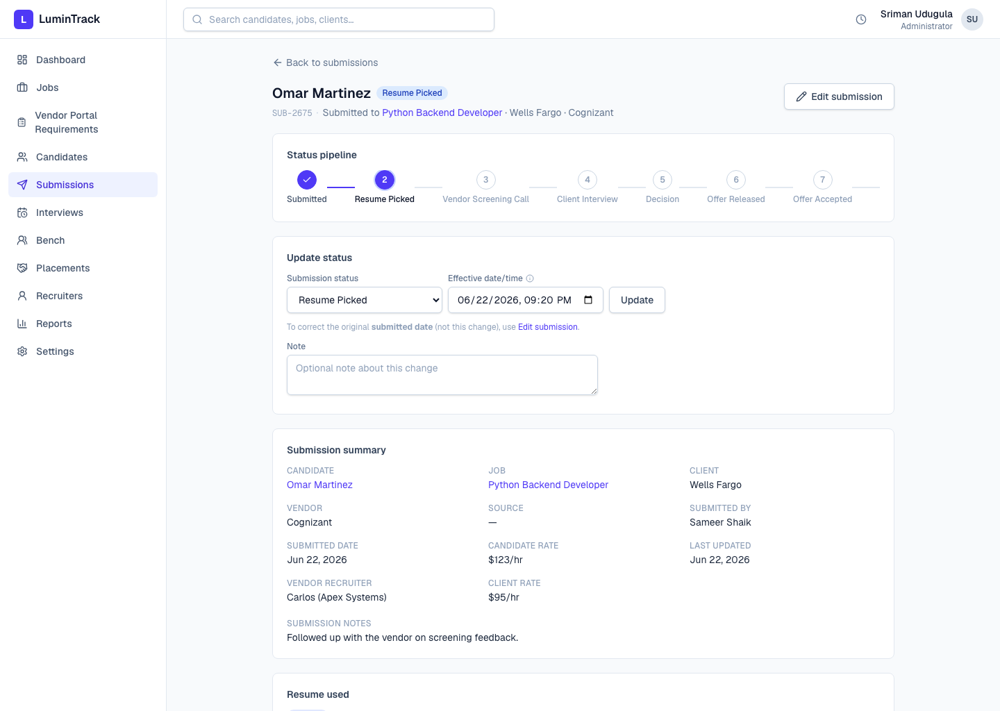 L LuminTrack
Search candidates, jobs, clients...
Sriman Udugula
Administrator
SU
Dashboard
Jobs
Vendor Portal
Requirements
Candidates
Submissions
Interviews
Bench
Placements
Recruiters
Reports
Settings
Back to submissions
Omar Martinez Resume Picked
Edit submission
SUB-2675 · Submitted to Python Backend Developer · Wells Fargo · Cognizant
Status pipeline
2 3 4 5 6 7
Submitted Resume Picked Vendor Screening Call Client Interview Decision Offer Released Offer Accepted
Update status
Submission status Effective date/time
Resume Picked 06/22/2026, 09:20 PM Update
To correct the original submitted date (not this change), use Edit submission.
Note
Optional note about this change
Submission summary
CANDIDATE JOB CLIENT
Omar Martinez Python Backend Developer Wells Fargo
VENDOR SOURCE SUBMITTED BY
Cognizant — Sameer Shaik
SUBMITTED DATE CANDIDATE RATE LAST UPDATED
Jun 22, 2026 $123/hr Jun 22, 2026
VENDOR RECRUITER CLIENT RATE
Carlos (Apex Systems) $95/hr
SUBMISSION NOTES
Followed up with the vendor on screening feedback.
Resume used